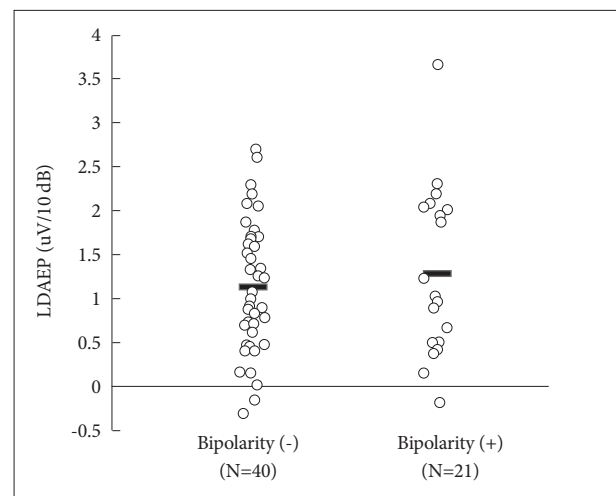 4
3.5
3
2.5
2
1.5
1
0.5
0
-0.5
LDAEP (uV/10 dB)
Bipolarity (-)
(N=40)
Bipolarity (+)
(N=21)